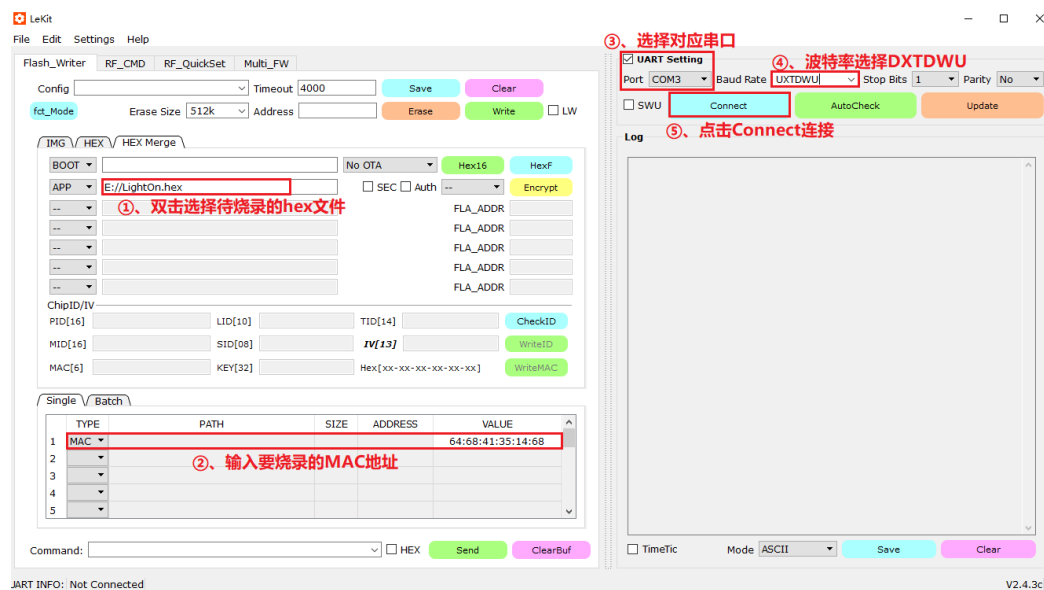 LeKit
File Edit Settings Help
③、选择对应串口
Flash_Writer RF_CMD RF_QuickSet Multi_FW
UART Setting
④、波特率选择DXTDWU
Config Timeout 4000 Save Clear
Port COM3 Baud Rate UXTDWU Stop Bits 1 Parity No
fct_Mode Erase Size 512k Address Erase Write LW
SWU Connect AutoCheck Update
⑤、点击Connect连接
Log
IMG HEX HEX Merge
BOOT No OTA Hex16 HexF
APP E://LightOn.hex SEC Auth -- Encrypt
①、双击选择待烧录的hex文件
-- FLA_ADDR
-- FLA_ADDR
-- FLA_ADDR
-- FLA_ADDR
-- FLA_ADDR
ChipID/IV
PID[16] LID[10] TID[14] CheckID
MID[16] SID[08] IV[13] WriteID
MAC[6] KEY[32] Hex[xx-xx-xx-xx-xx-xx] WriteMAC
Single Batch
TYPE PATH SIZE ADDRESS VALUE
1 MAC 64:68:41:35:14:68
2
②、输入要烧录的MAC地址
3
4
5
Command: HEX Send ClearBuf
TimeTic Mode ASCII Save Clear
UART INFO: Not Connected V2.4.3c